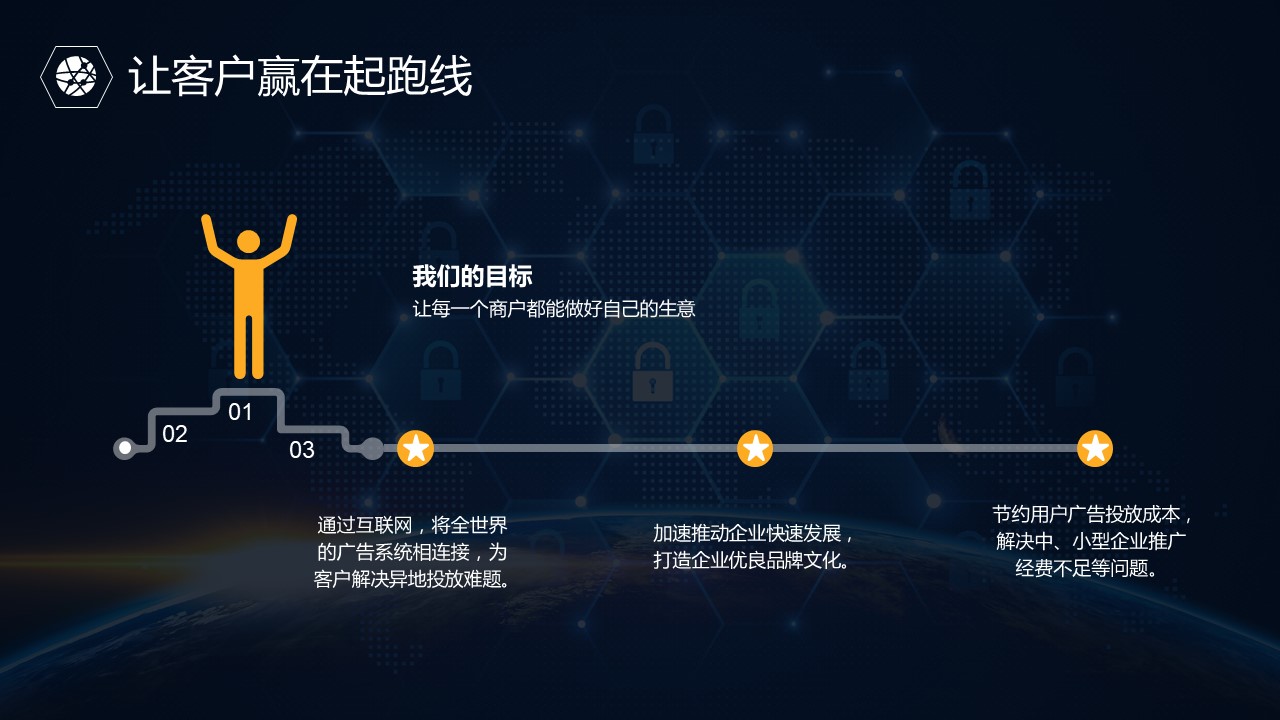 让客户赢在起跑线
我们的目标
让每一个商户都能做好自己的生意
01
02
03
通过互联网，将全世界
的广告系统相连接，为
客户解决异地投放难题。
加速推动企业快速发展，
打造企业优良品牌文化。
节约用户广告投放成本，
解决中、小型企业推广
经费不足等问题。